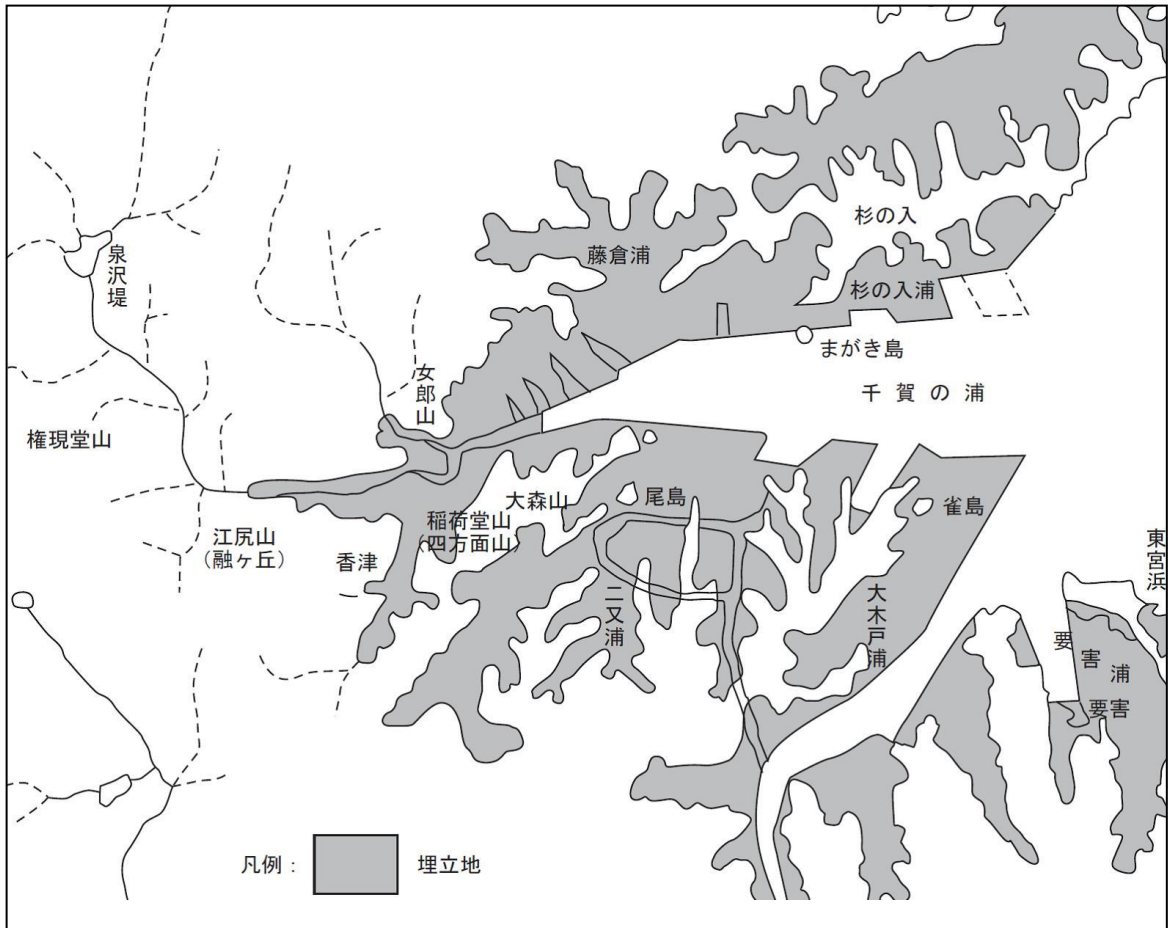 杉の入
藤倉浦
泉沢堤
杉の入浦
まがき島
女郎山
千賀の浦
権現堂山
大森山
尾島
雀島
稲荷堂山
(四方面山)
江尻山
(融ヶ丘)
香津
二又浦
大木戸浦
東宮浜
要害浦
要害
凡例:
埋立地